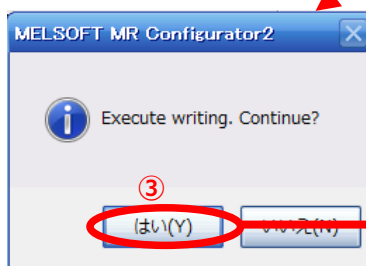 MELSOFT MR Configurator2
Execute writing. Continue?
③
はい(Y)
いいえ(N)